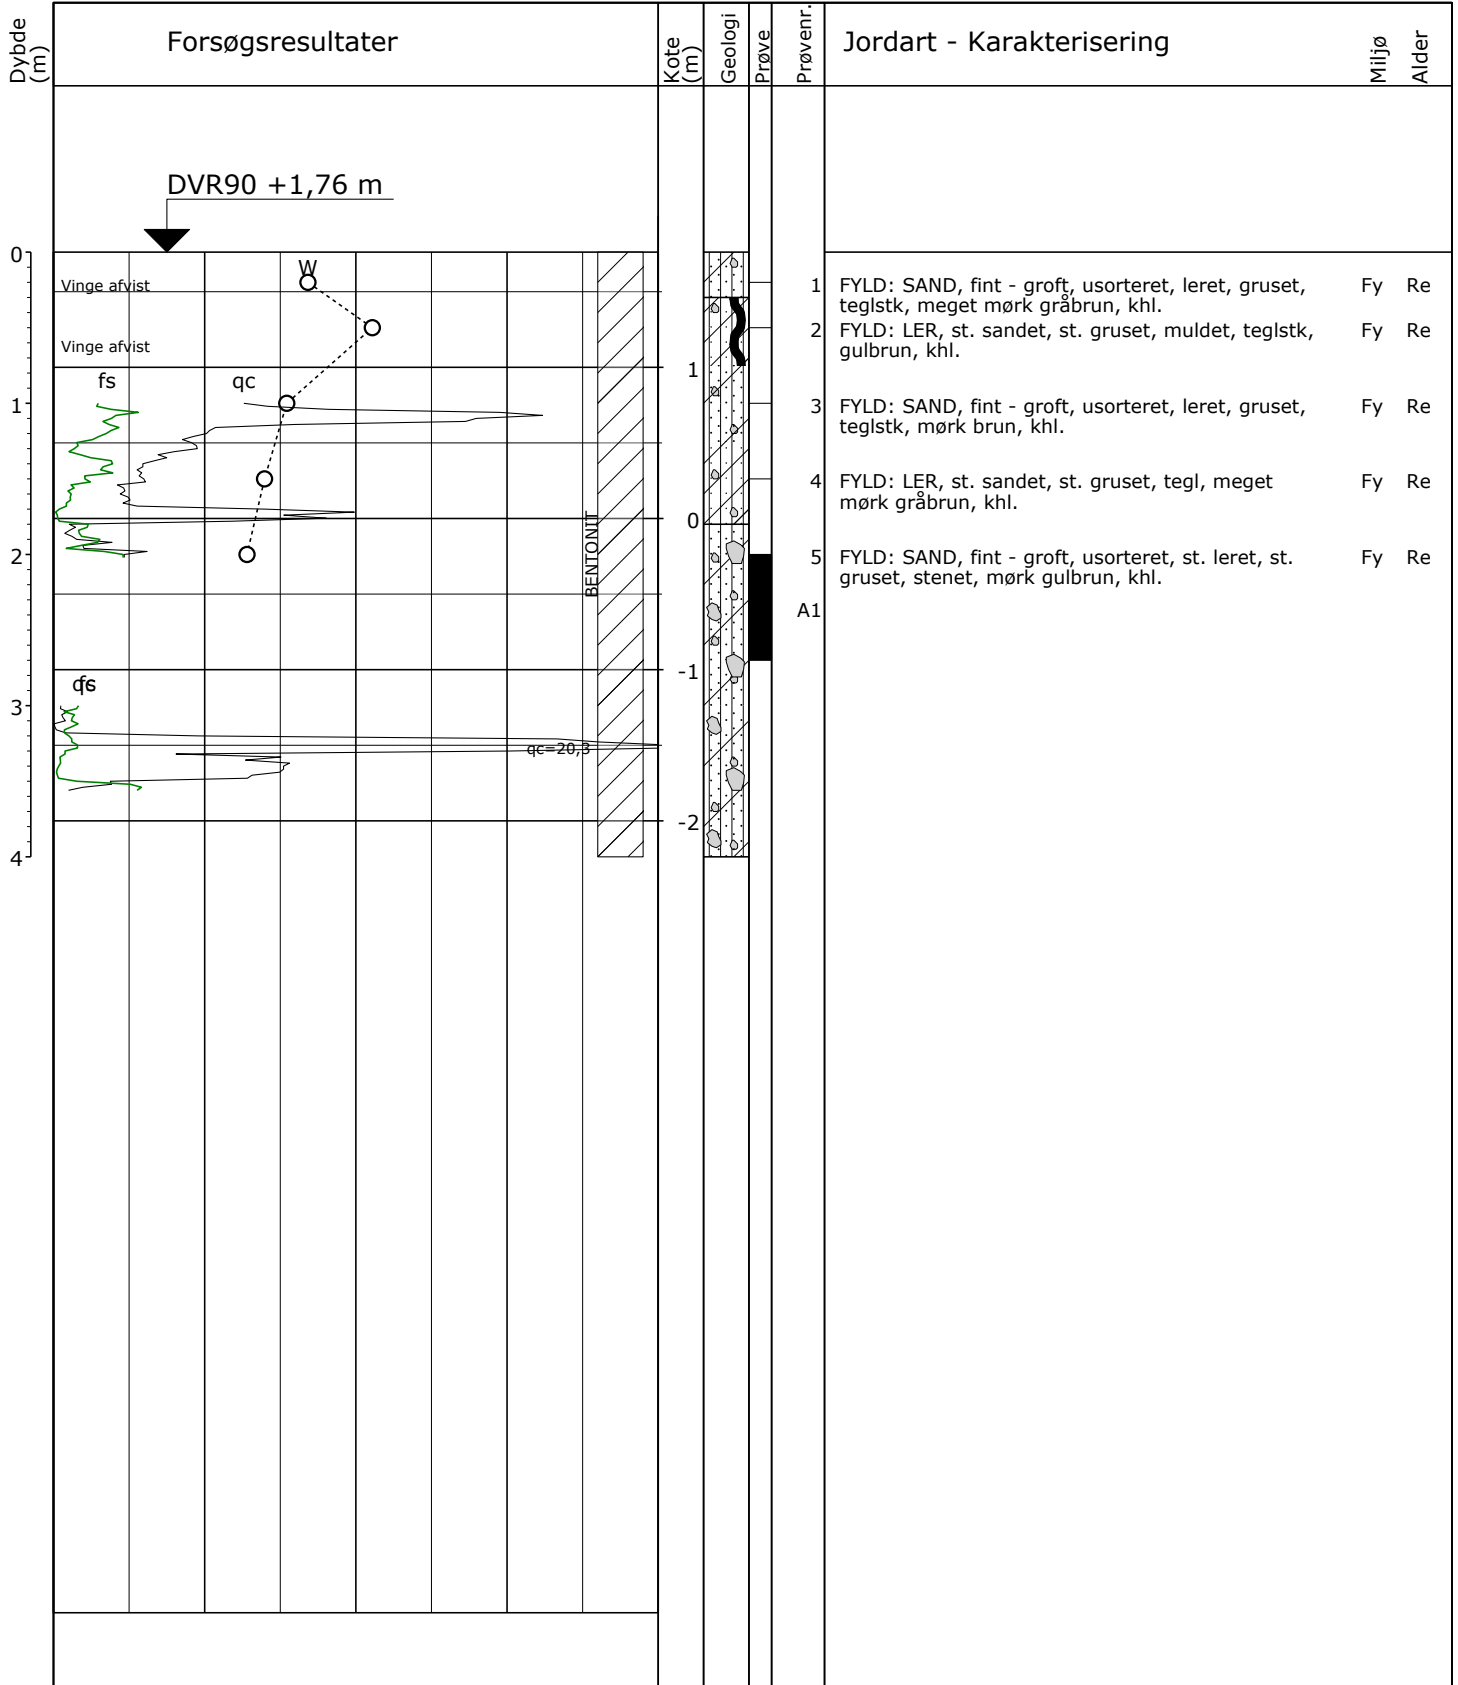 Dybde
(m)
Forsøgsresultater
Kote
(m)
Geologi
Prøve
Prøvenr.
Jordart - Karakterisering
Miljø
Alder
DVR90 +1,76 m
0
W
Vinge afvist
1 FYLD: SAND, fint - groft, usorteret, leret, gruset, Fy Re
teglstk, meget mørk gråbrun, khl.
Vinge afvist
2 FYLD: LER, st. sandet, st. gruset, muldet, teglstk, Fy Re
gulbrun, khl.
1
fs qc
1
3 FYLD: SAND, fint - groft, usorteret, leret, gruset, Fy Re
teglstk, mørk brun, khl.
4 FYLD: LER, st. sandet, st. gruset, tegl, meget Fy Re
mørk gråbrun, khl.
0
BENTONIT
2
5 FYLD: SAND, fint - groft, usorteret, st. leret, st. Fy Re
gruset, stenet, mørk gulbrun, khl.
A1
-1
qc fs
3
qc=20,3
-2
4